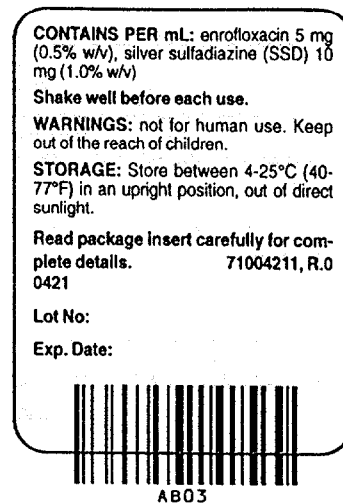 CONTAINS PER mL: enrofloxacin 5 mg
(0.5% w/v), silver sulfadiazine (SSD) 10
mg (1.0% w/v)
Shake well before each use.
WARNINGS: not for human use. Keep
out of the reach of children.
STORAGE: Store between 4-25°C (40-
77°F) in an upright position, out of direct
sunlight.
Read package insert carefully for com-
plete details. 71004211, R.0
0421
Lot No:
Exp. Date:
AB03